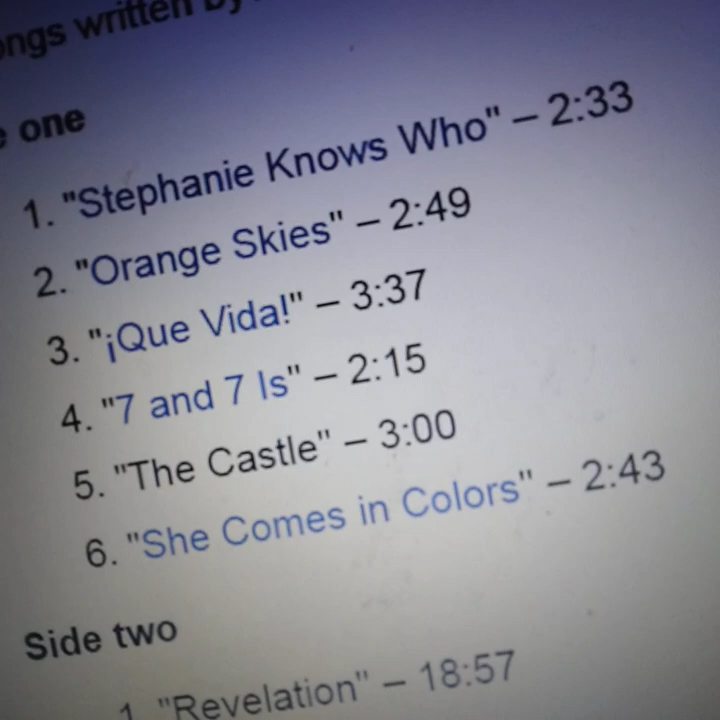 ongs written by
e one
1. "Stephanie Knows Who" – 2:33
2. "Orange Skies" – 2:49
3. "¡Que Vida!" – 3:37
4. "7 and 7 Is" – 2:15
5. "The Castle" – 3:00
6. "She Comes in Colors" – 2:43
Side two
1. "Revelation" – 18:57